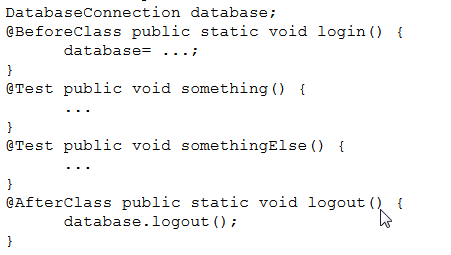 DatabaseConnection database;
@BeforeClass public static void login() {
database= ...;
}
@Test public void something() {
...
}
@Test public void somethingElse() {
...
}
@AfterClass public static void logout() {
database.logout();
}